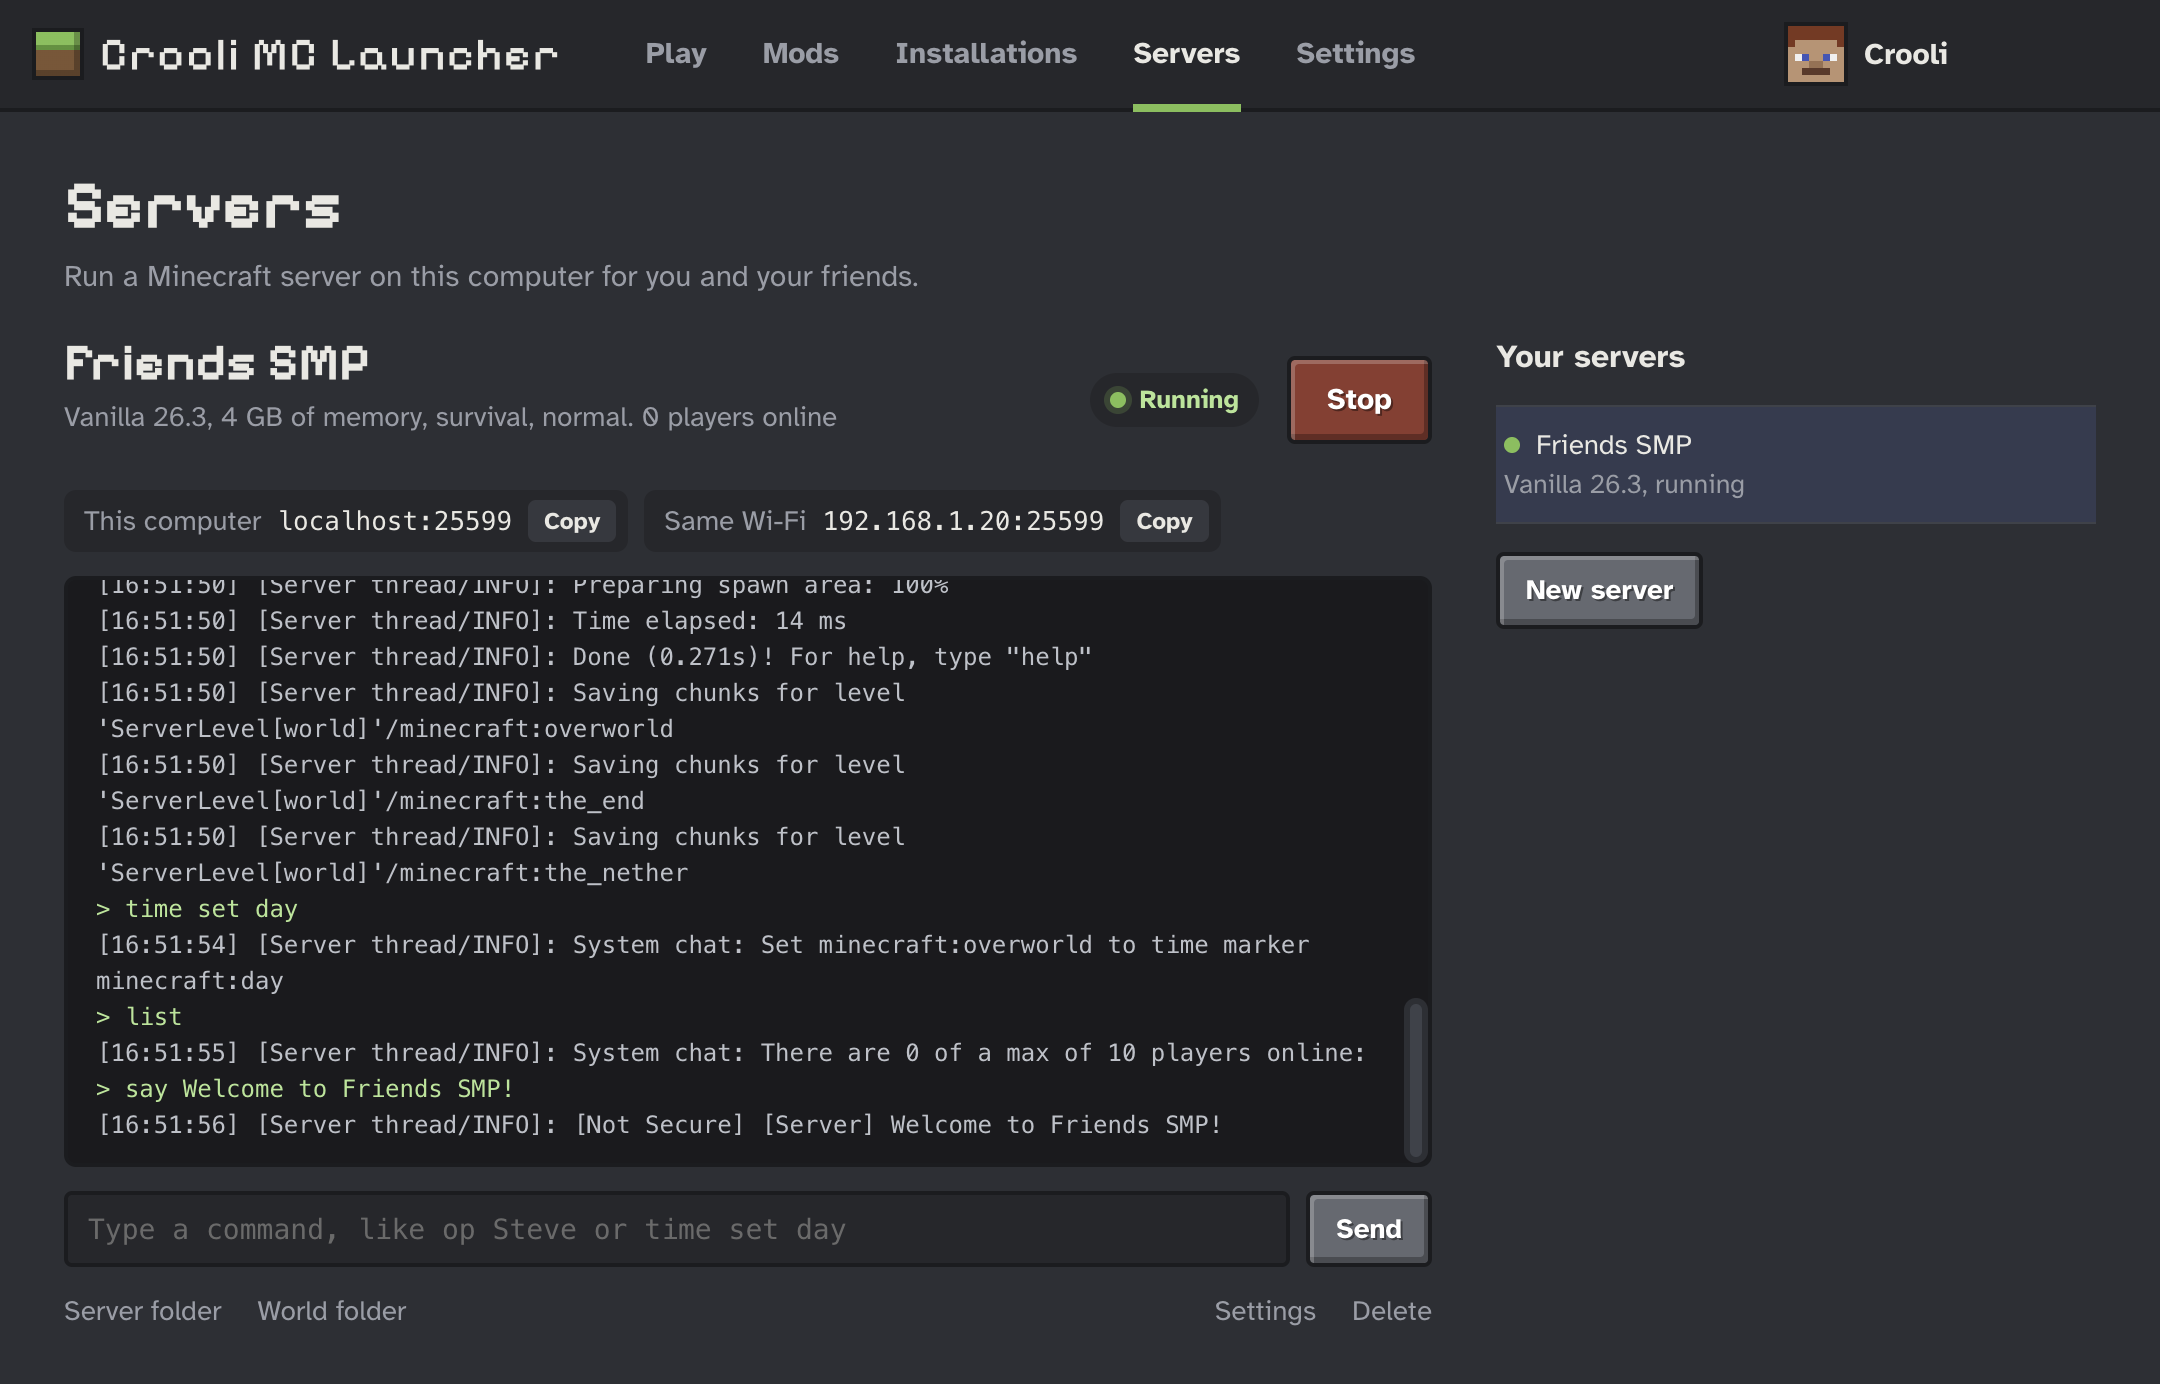 Crooli MC Launcher
Play
Mods
Installations
Servers
Settings
Crooli
Servers
Run a Minecraft server on this computer for you and your friends.
Friends SMP
Vanilla 26.3, 4 GB of memory, survival, normal. 0 players online
Running
Stop
This computer localhost:25599 Copy
Same Wi-Fi 192.168.1.20:25599 Copy
[16:51:50] [Server thread/INFO]: Preparing spawn area: 100%
[16:51:50] [Server thread/INFO]: Time elapsed: 14 ms
[16:51:50] [Server thread/INFO]: Done (0.271s)! For help, type "help"
[16:51:50] [Server thread/INFO]: Saving chunks for level
'ServerLevel[world]'/minecraft:overworld
[16:51:50] [Server thread/INFO]: Saving chunks for level
'ServerLevel[world]'/minecraft:the_end
[16:51:50] [Server thread/INFO]: Saving chunks for level
'ServerLevel[world]'/minecraft:the_nether
> time set day
[16:51:54] [Server thread/INFO]: System chat: Set minecraft:overworld to time marker
minecraft:day
> list
[16:51:55] [Server thread/INFO]: System chat: There are 0 of a max of 10 players online:
> say Welcome to Friends SMP!
[16:51:56] [Server thread/INFO]: [Not Secure] [Server] Welcome to Friends SMP!
Type a command, like op Steve or time set day
Send
Server folder
World folder
Settings
Delete
Your servers
Friends SMP
Vanilla 26.3, running
New server